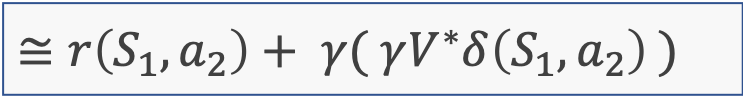 ≅ r(S₁,a₂) + γ( γV*δ(S₁,a₂) )